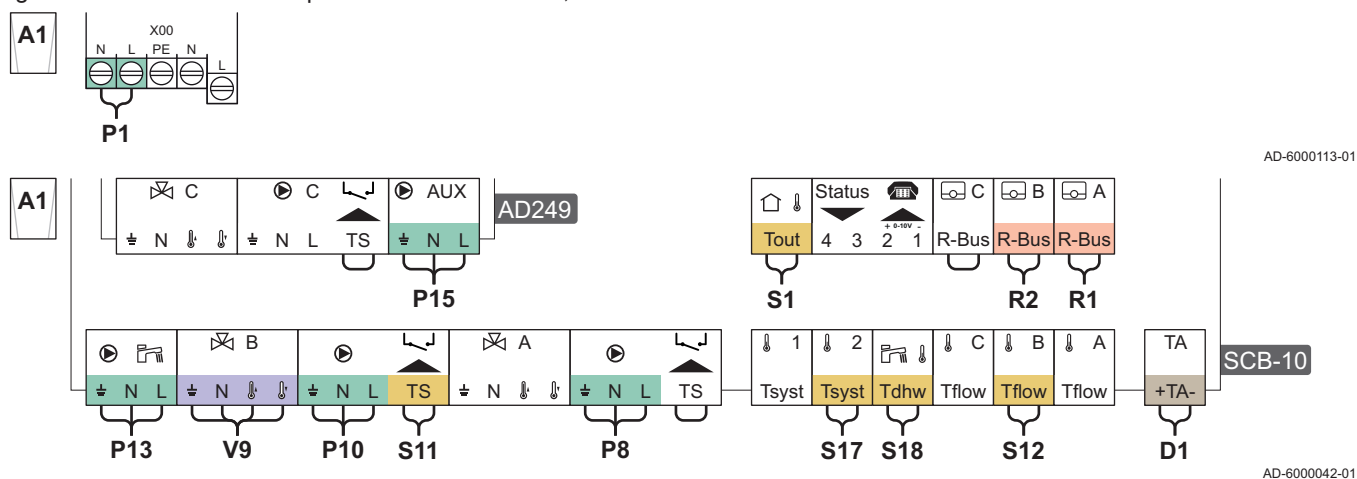 A1
X00
N L PE N L
P1
AD-6000113-01
A1
C C AUX
AD249
N N L TS N L
P15
Status C B A
+ 0-10V -
Tout 4 3 2 1 R-Bus R-Bus R-Bus
S1 R2 R1
B A 1 2 C B A TA
SCB-10
N L N N L TS N N L TS Tsyst Tsyst Tdhw Tflow Tflow Tflow +TA-
P13 V9 P10 S11 P8 S17 S18 S12 D1
AD-6000042-01